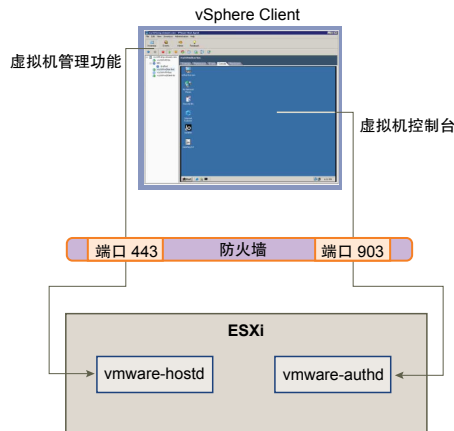 vSphere Client
虚拟机管理功能
虚拟机控制台
端口 443
防火墙
端口 903
ESXi
vmware-hostd
vmware-authd